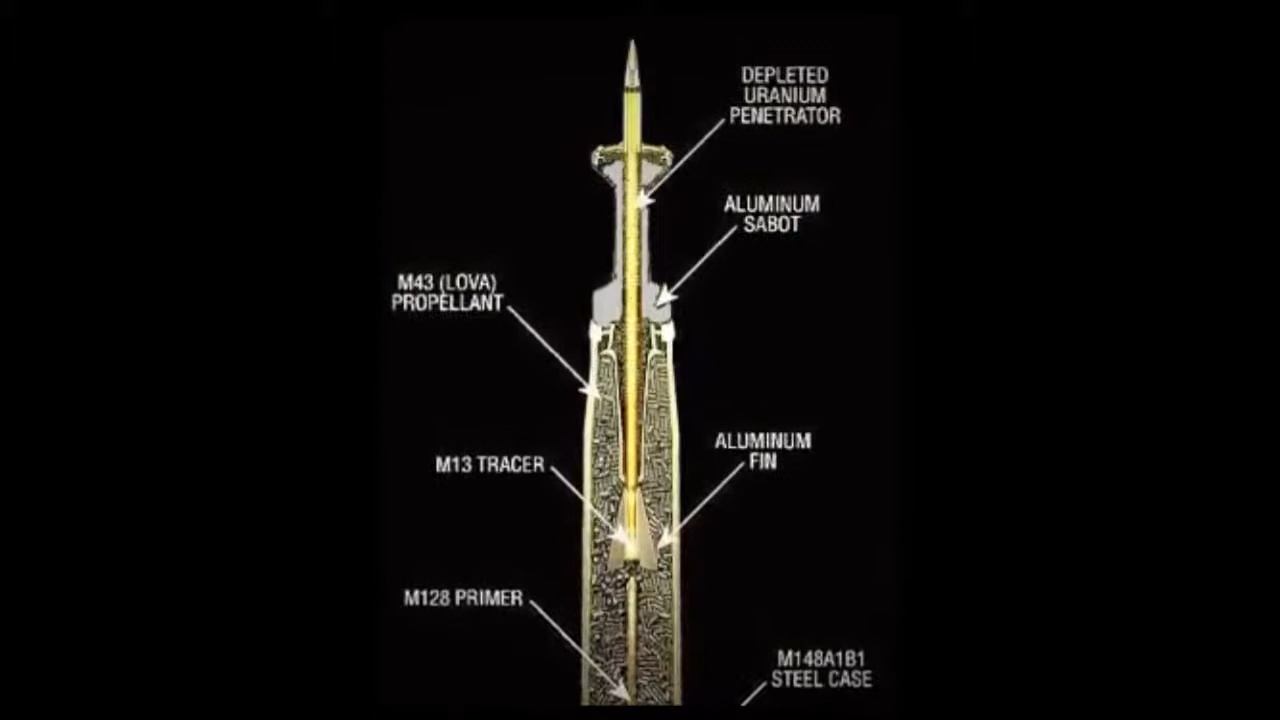 DEPLETED
URANIUM
PENETRATOR
ALUMINUM
SABOT
M43 (LOVA)
PROPELLANT
ALUMINUM
FIN
M13 TRACER
M128 PRIMER
M148A1B1
STEEL CASE